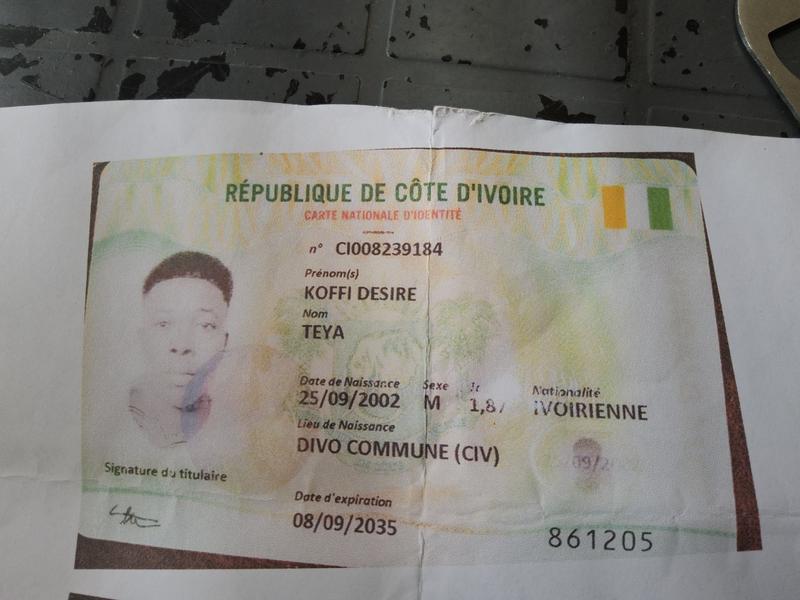 RÉPUBLIQUE DE CÔTE D'IVOIRE
CARTE NATIONALE D'IDENTITÉ
n° CI008239184
Prénom(s)
KOFFI DESIRE
Nom
TEYA
Date de Naissance Sexe Nationalité
25/09/2002 M IVOIRIENNE
Lieu de Naissance
DIVO COMMUNE (CIV)
Signature du titulaire
Date d'expiration
08/09/2035
861205